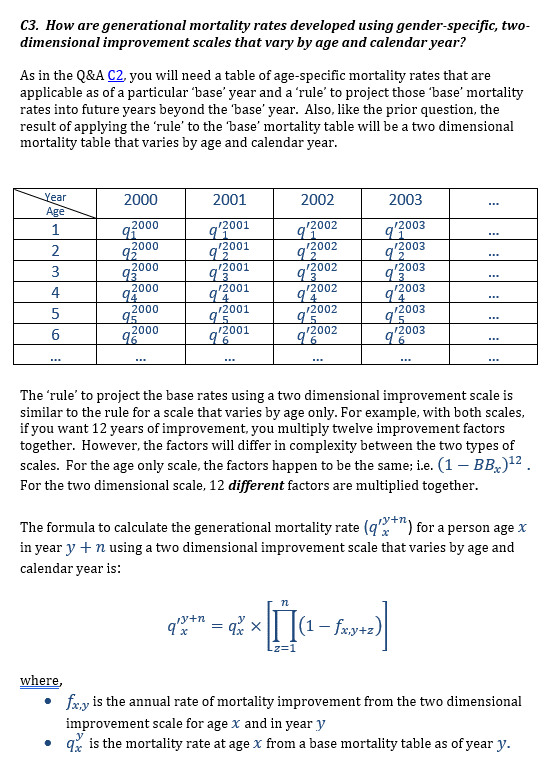 C3. How are generational mortality rates developed using gender-specific, two-
dimensional improvement scales that vary by age and calendar year?
As in the Q&A C2, you will need a table of age-specific mortality rates that are
applicable as of a particular ‘base’ year and a ‘rule’ to project those ‘base’ mortality
rates into future years beyond the ‘base’ year. Also, like the prior question, the
result of applying the ‘rule’ to the ‘base’ mortality table will be a two dimensional
mortality table that varies by age and calendar year.
Year Age 2000 2001 2002 2003 ...
1 q_1^{2000} q'_1^{2001} q'_1^{2002} q'_1^{2003} ...
2 q_2^{2000} q'_2^{2001} q'_2^{2002} q'_2^{2003} ...
3 q_3^{2000} q'_3^{2001} q'_3^{2002} q'_3^{2003} ...
4 q_4^{2000} q'_4^{2001} q'_4^{2002} q'_4^{2003} ...
5 q_5^{2000} q'_5^{2001} q'_5^{2002} q'_5^{2003} ...
6 q_6^{2000} q'_6^{2001} q'_6^{2002} q'_6^{2003} ...
... ... ... ... ... ...
The ‘rule’ to project the base rates using a two dimensional improvement scale is
similar to the rule for a scale that varies by age only. For example, with both scales,
if you want 12 years of improvement, you multiply twelve improvement factors
together. However, the factors will differ in complexity between the two types of
scales. For the age only scale, the factors happen to be the same; i.e. (1 − BB_x)^{12} .
For the two dimensional scale, 12 different factors are multiplied together.
The formula to calculate the generational mortality rate (q'_x^{y+n}) for a person age x
in year y + n using a two dimensional improvement scale that varies by age and
calendar year is:
q'_x^{y+n} = q_x^y × [∏_{z=1}^{n} (1 − f_{x,y+z})]
where,
• f_{x,y} is the annual rate of mortality improvement from the two dimensional
improvement scale for age x and in year y
• q_x^y is the mortality rate at age x from a base mortality table as of year y.